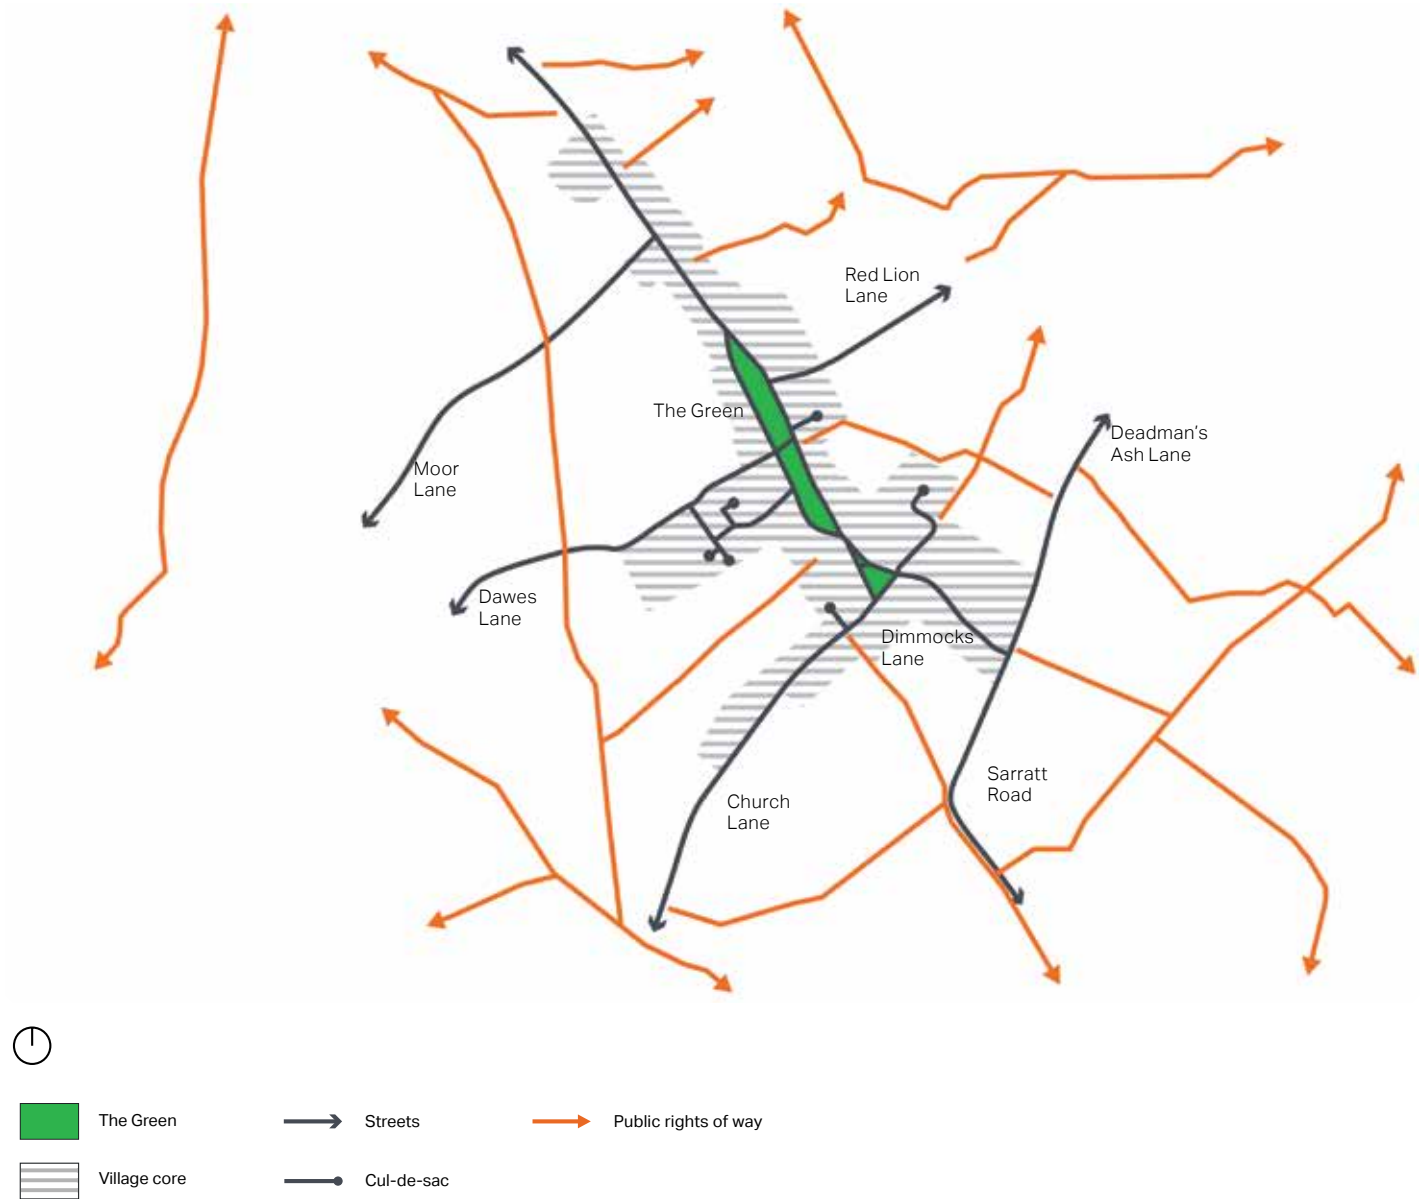 Red Lion
Lane
The Green
Deadman's
Ash Lane
Moor
Lane
Dawes
Lane
Dimmocks
Lane
Sarratt
Road
Church
Lane
The Green
Streets
Public rights of way
Village core
Cul-de-sac